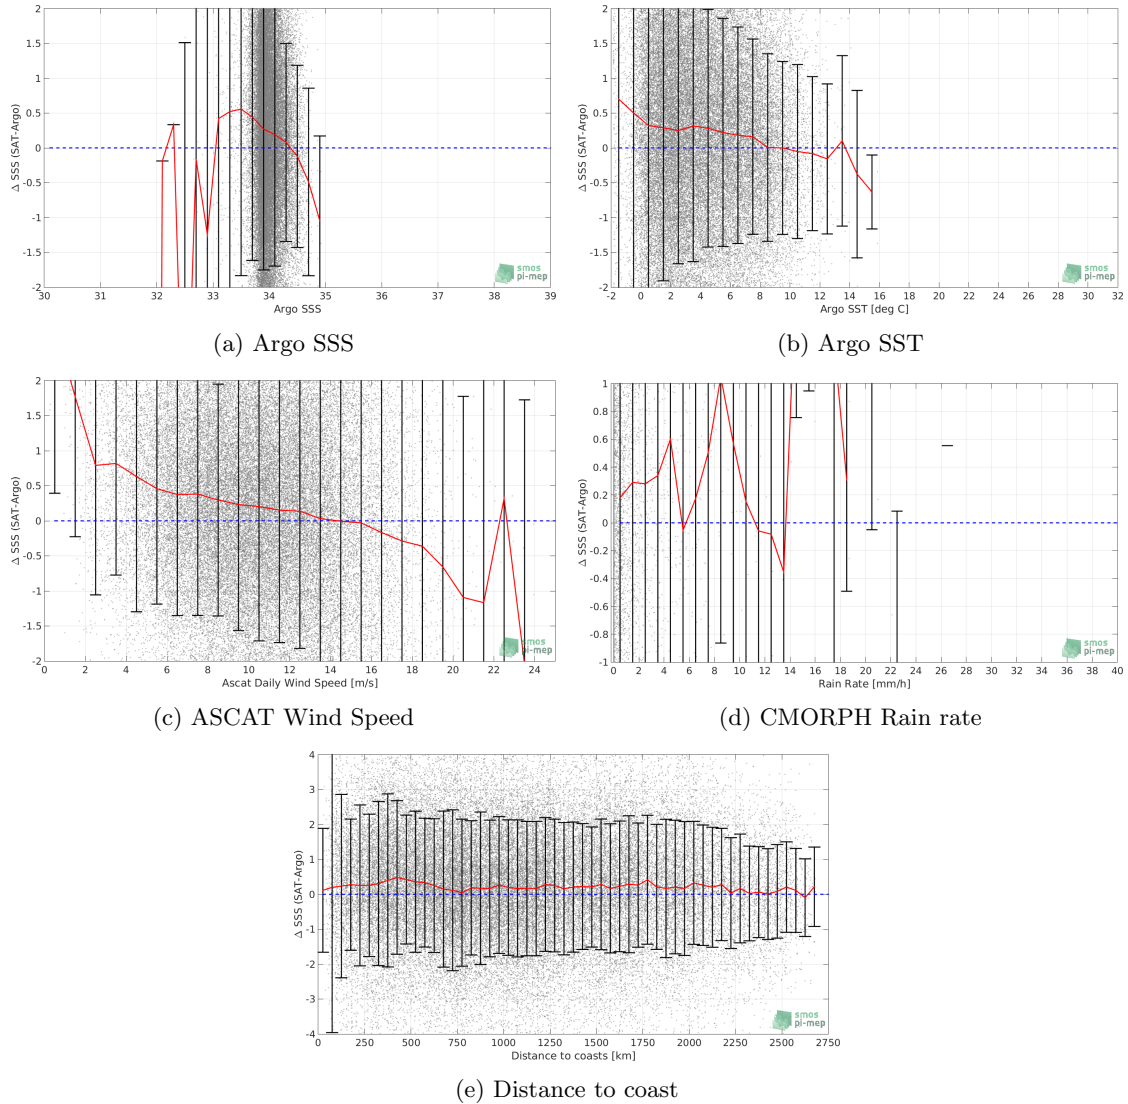 2
1.5
1
0.5
0
-0.5
-1
-1.5
-2
Δ SSS (SAT-Argo)
30 31 32 33 34 35 36 37 38 39
Argo SSS
smos
pi-mep
(a) Argo SSS
2
1.5
1
0.5
0
-0.5
-1
-1.5
-2
Δ SSS (SAT-Argo)
-2 0 2 4 6 8 10 12 14 16 18 20 22 24 26 28 30 32
Argo SST [deg C]
smos
pi-mep
(b) Argo SST
2
1.5
1
0.5
0
-0.5
-1
-1.5
-2
Δ SSS (SAT-Argo)
0 2 4 6 8 10 12 14 16 18 20 22 24
Ascat Daily Wind Speed [m/s]
smos
pi-mep
(c) ASCAT Wind Speed
1
0.8
0.6
0.4
0.2
0
-0.2
-0.4
-0.6
-0.8
-1
Δ SSS (SAT-Argo)
0 2 4 6 8 10 12 14 16 18 20 22 24 26 28 30 32 34 36 38 40
Rain Rate [mm/h]
smos
pi-mep
(d) CMORPH Rain rate
4
3
2
1
0
-1
-2
-3
-4
Δ SSS (SAT-Argo)
0 250 500 750 1000 1250 1500 1750 2000 2250 2500 2750
Distance to coasts [km]
smos
pi-mep
(e) Distance to coast